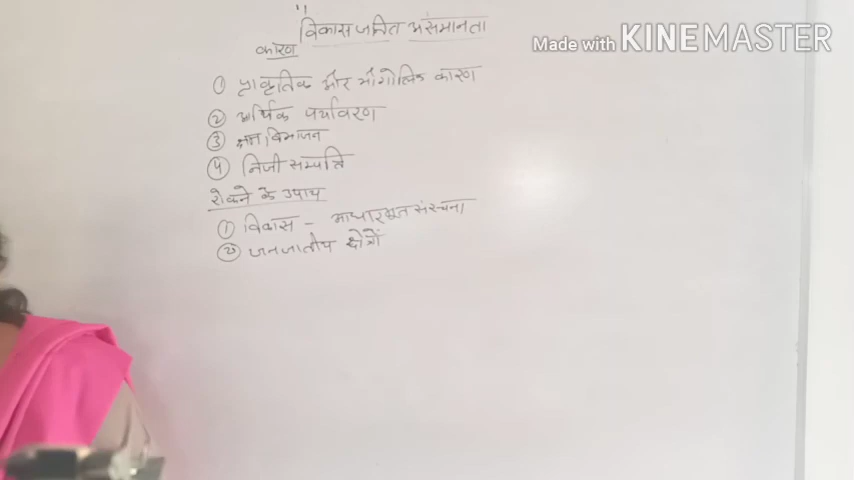 विकास जनित असमानता
Made with KINEMASTER
कारण
① प्राकृतिक और भौगोलिक कारण
② आर्थिक पर्यावरण
③ श्रम विभाजन
④ निजी सम्पत्ति
रोकने के उपाय
① विकास - आधारभूत संरचना
② जनजातीय क्षेत्रों